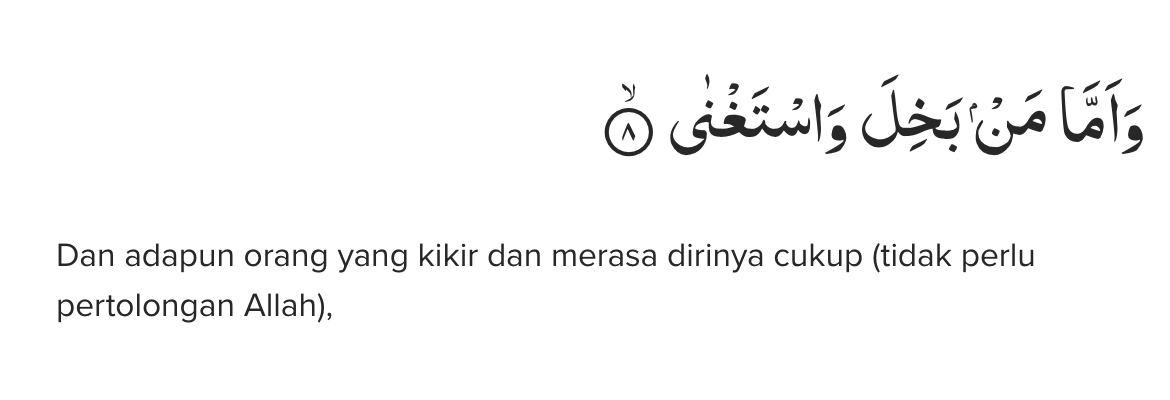 وَاَمَّا مَنْۢ بَخِلَ وَاسْتَغْنٰىۙ ٨
Dan adapun orang yang kikir dan merasa dirinya cukup (tidak perlu
pertolongan Allah),